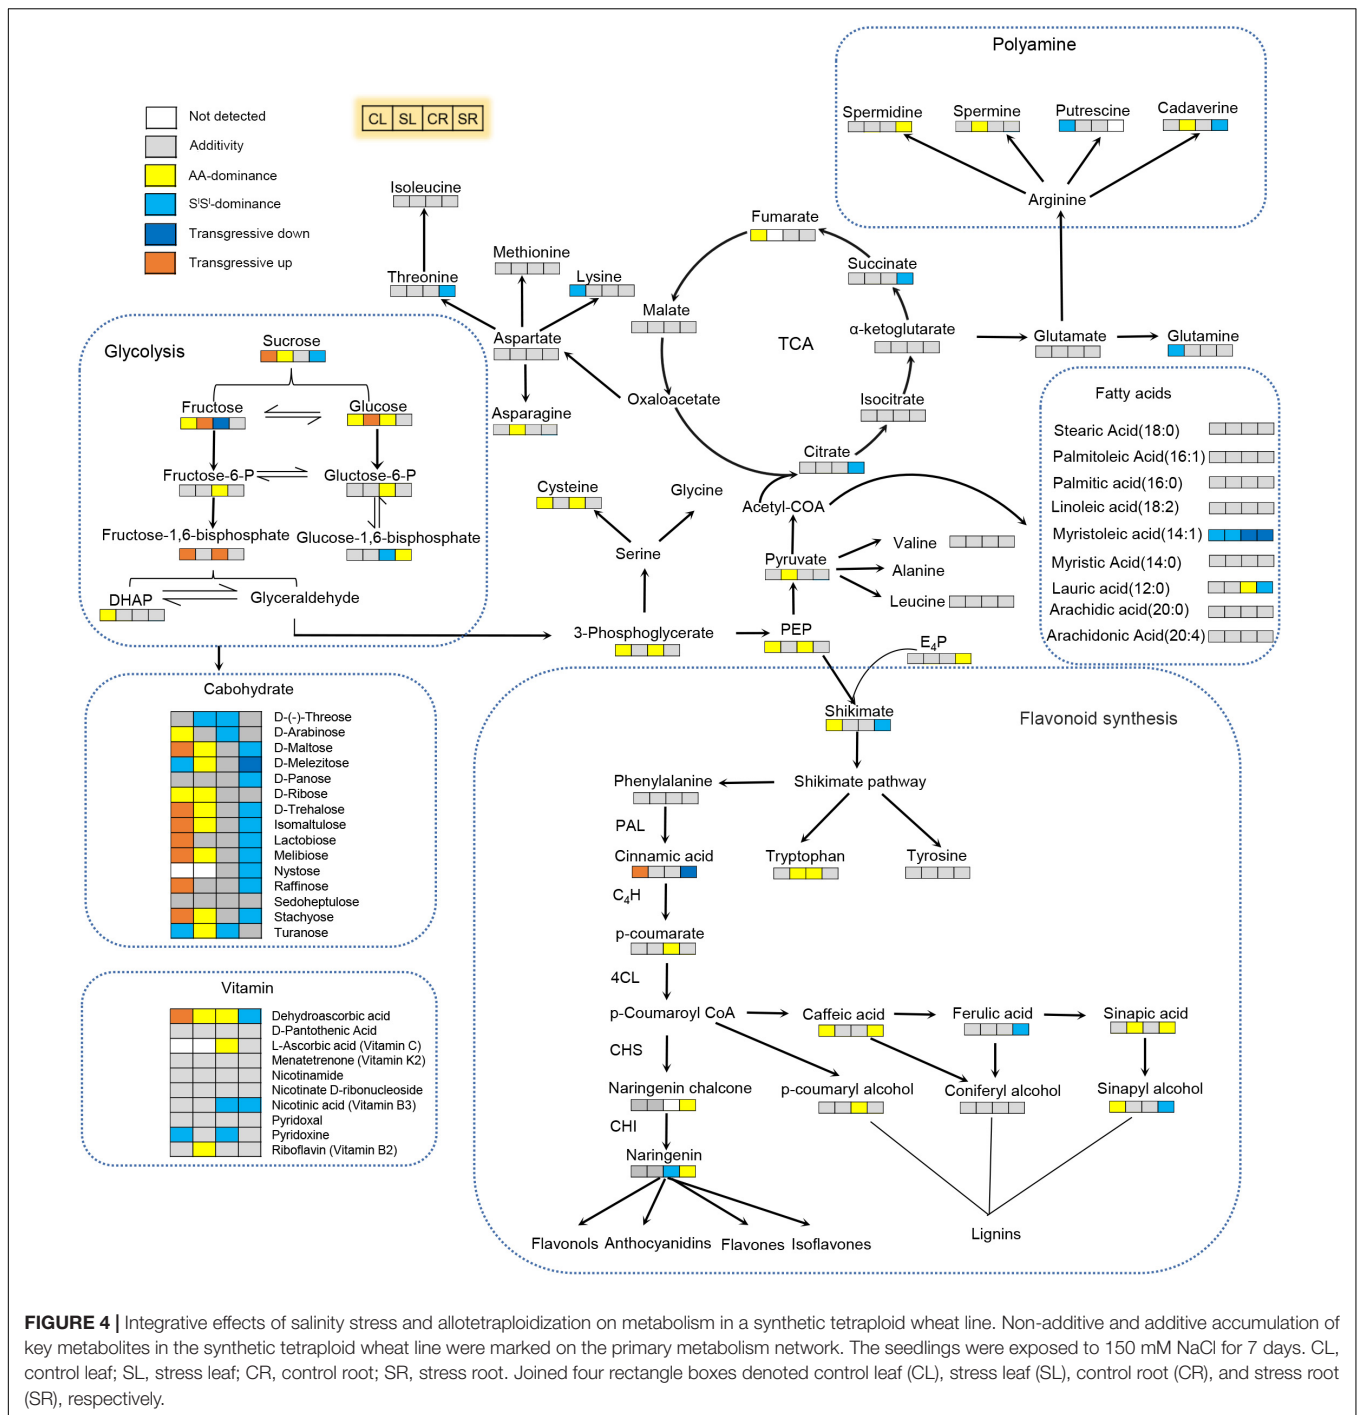 Polyamine
Not detected
Additivity
AA-dominance
SˡSˡ-dominance
Transgressive down
Transgressive up
CL SL CR SR
Spermidine
Spermine
Putrescine
Cadaverine
Arginine
Isoleucine
Methionine
Threonine
Lysine
Aspartate
Asparagine
Fumarate
Succinate
Malate
TCA
α-ketoglutarate
Glutamate
Glutamine
Oxaloacetate
Isocitrate
Citrate
Acetyl-COA
Glycolysis
Sucrose
Fructose
Glucose
Fructose-6-P
Gluctose-6-P
Fructose-1,6-bisphosphate
Glucose-1,6-bisphosphate
DHAP
Glyceraldehyde
Cysteine
Glycine
Serine
3-Phosphoglycerate
Pyruvate
PEP
Valine
Alanine
Leucine
E₄P
Fatty acids
Stearic Acid(18:0)
Palmitoleic Acid(16:1)
Palmitic acid(16:0)
Linoleic acid(18:2)
Myristoleic acid(14:1)
Myristic Acid(14:0)
Lauric acid(12:0)
Arachidic acid(20:0)
Arachidonic Acid(20:4)
Cabohydrate
D-(-)-Threose
D-Arabinose
D-Maltose
D-Melezitose
D-Panose
D-Ribose
D-Trehalose
Isomaltulose
Lactobiose
Melibiose
Nystose
Raffinose
Sedoheptulose
Stachyose
Turanose
Vitamin
Dehydroascorbic acid
D-Pantothenic Acid
L-Ascorbic acid (Vitamin C)
Menatetrenone (Vitamin K2)
Nicotinamide
Nicotinate D-ribonucleoside
Nicotinic acid (Vitamin B3)
Pyridoxal
Pyridoxine
Riboflavin (Vitamin B2)
Flavonoid synthesis
Shikimate
Shikimate pathway
Phenylalanine
PAL
Cinnamic acid
Tryptophan
Tyrosine
C₄H
p-coumarate
4CL
p-Coumaroyl CoA
Caffeic acid
Ferulic acid
Sinapic acid
CHS
Naringenin chalcone
p-coumaryl alcohol
Coniferyl alcohol
Sinapyl alcohol
CHI
Naringenin
Flavonols
Anthocyanidins
Flavones
Isoflavones
Lignins
FIGURE 4 | Integrative effects of salinity stress and allotetraploidization on metabolism in a synthetic tetraploid wheat line. Non-additive and additive accumulation of
key metabolites in the synthetic tetraploid wheat line were marked on the primary metabolism network. The seedlings were exposed to 150 mM NaCl for 7 days. CL,
control leaf; SL, stress leaf; CR, control root; SR, stress root. Joined four rectangle boxes denoted control leaf (CL), stress leaf (SL), control root (CR), and stress root
(SR), respectively.